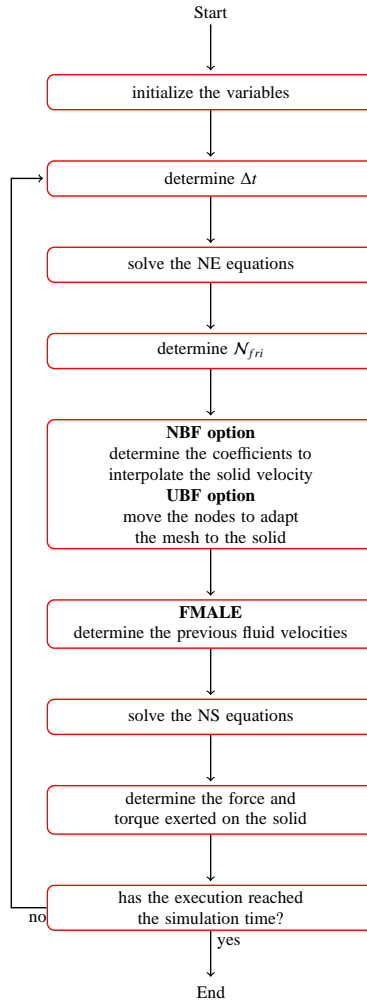 Start
initialize the variables
determine Δt
solve the NE equations
determine 𝒩fri
NBF option
determine the coefficients to
interpolate the solid velocity
UBF option
move the nodes to adapt
the mesh to the solid
FMALE
determine the previous fluid velocities
solve the NS equations
determine the force and
torque exerted on the solid
has the execution reached
the simulation time?
no
yes
End